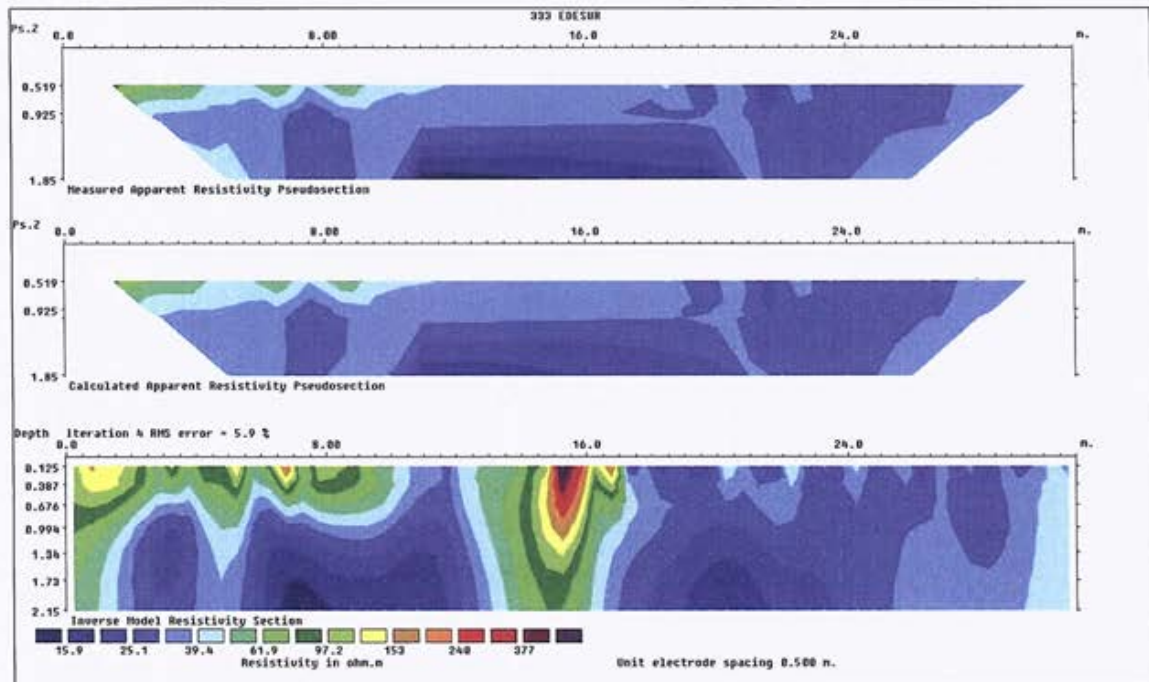 333 EDESUR
Ps.Z 0.0 8.00 16.0 24.0 m.
0.519
0.925
1.85
Measured Apparent Resistivity Pseudosection
Ps.Z 0.0 8.00 16.0 24.0 m.
0.519
0.925
1.85
Calculated Apparent Resistivity Pseudosection
Depth Iteration 4 RMS error = 5.9 %
0.0 8.00 16.0 24.0 m.
0.125
0.387
0.676
0.994
1.34
1.73
2.15
Inverse Model Resistivity Section
15.9 25.1 39.4 61.9 97.2 153 240 377
Resistivity in ohm.m Unit electrode spacing 0.500 m.